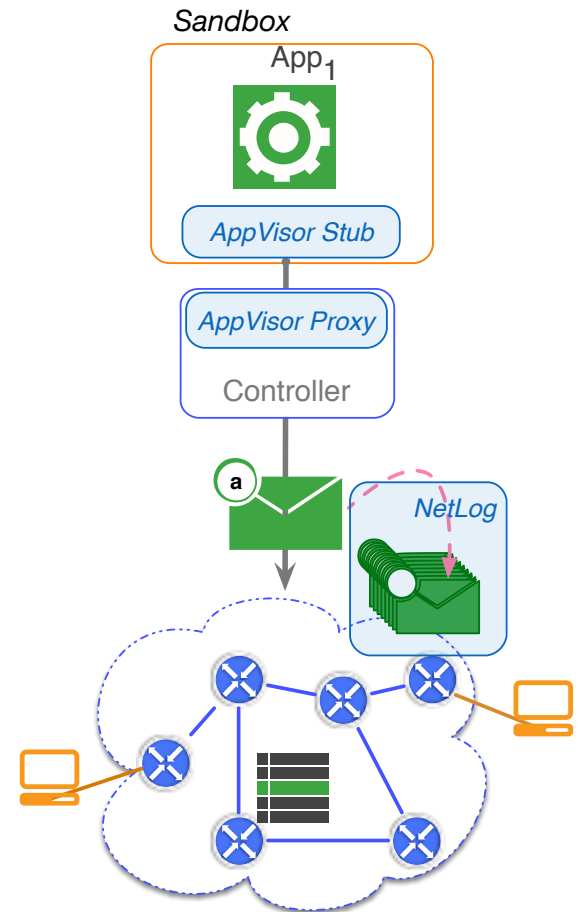 Sandbox
App1
AppVisor Stub
AppVisor Proxy
Controller
a
NetLog